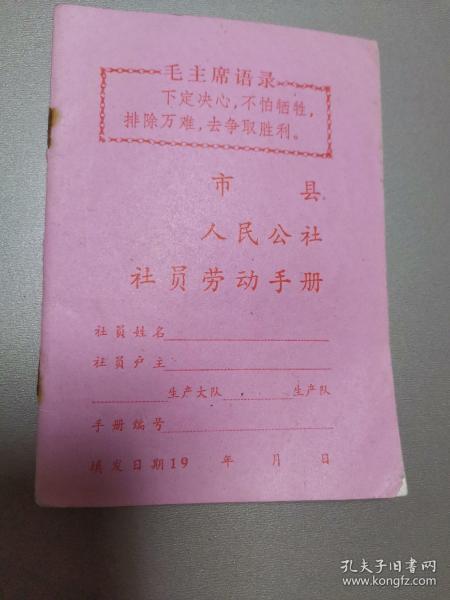 毛主席语录
下定决心，不怕牺牲，
排除万难，去争取胜利。
市 县
人民公社
社员劳动手册
社员姓名
社员户主
生产大队 生产队
手册编号
填发日期19 年 月 日
孔夫子旧书网
www.kongfz.com